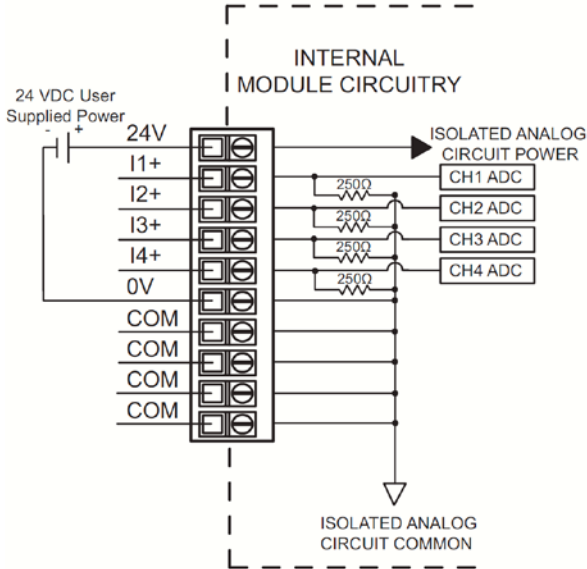 INTERNAL
MODULE CIRCUITRY
24 VDC User
Supplied Power
- +
24V
ISOLATED ANALOG
CIRCUIT POWER
I1+
250Ω
CH1 ADC
I2+
250Ω
CH2 ADC
I3+
250Ω
CH3 ADC
I4+
250Ω
CH4 ADC
0V
COM
COM
COM
COM
ISOLATED ANALOG
CIRCUIT COMMON